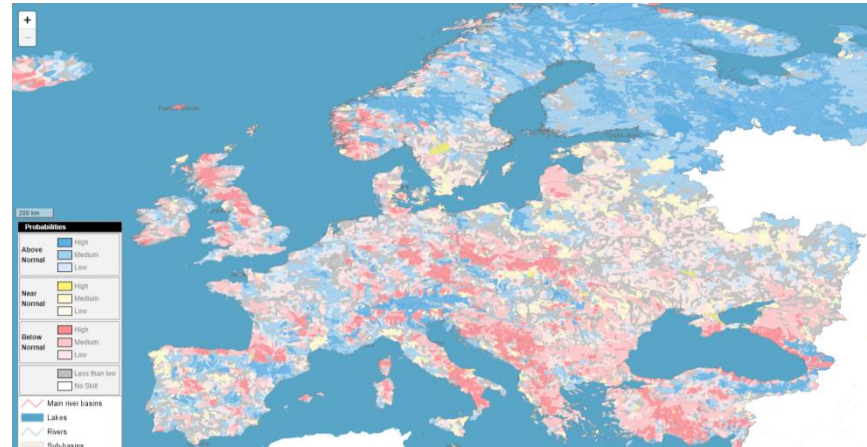 +
−
200 km
Probabilities
Above Normal
High
Medium
Low
Near Normal
High
Medium
Low
Below Normal
High
Medium
Low
Less than low
No Skill
Main river basins
Lakes
Rivers
Sub-basins